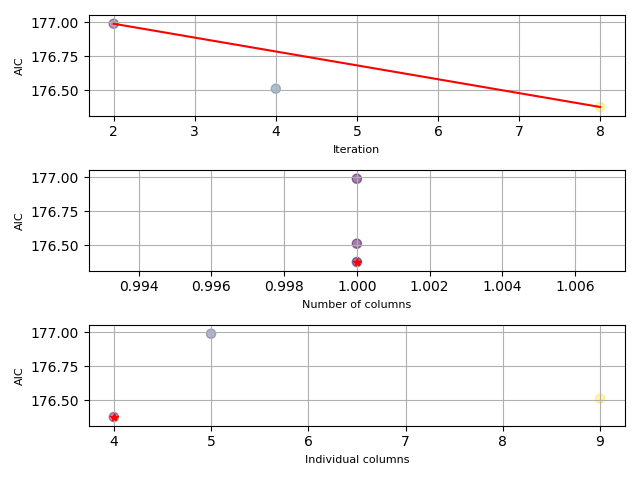 177.00
176.75
176.50
AIC
2 3 4 5 6 7 8
Iteration
177.00
176.75
176.50
AIC
0.994 0.996 0.998 1.000 1.002 1.004 1.006
Number of columns
177.00
176.75
176.50
AIC
4 5 6 7 8 9
Individual columns